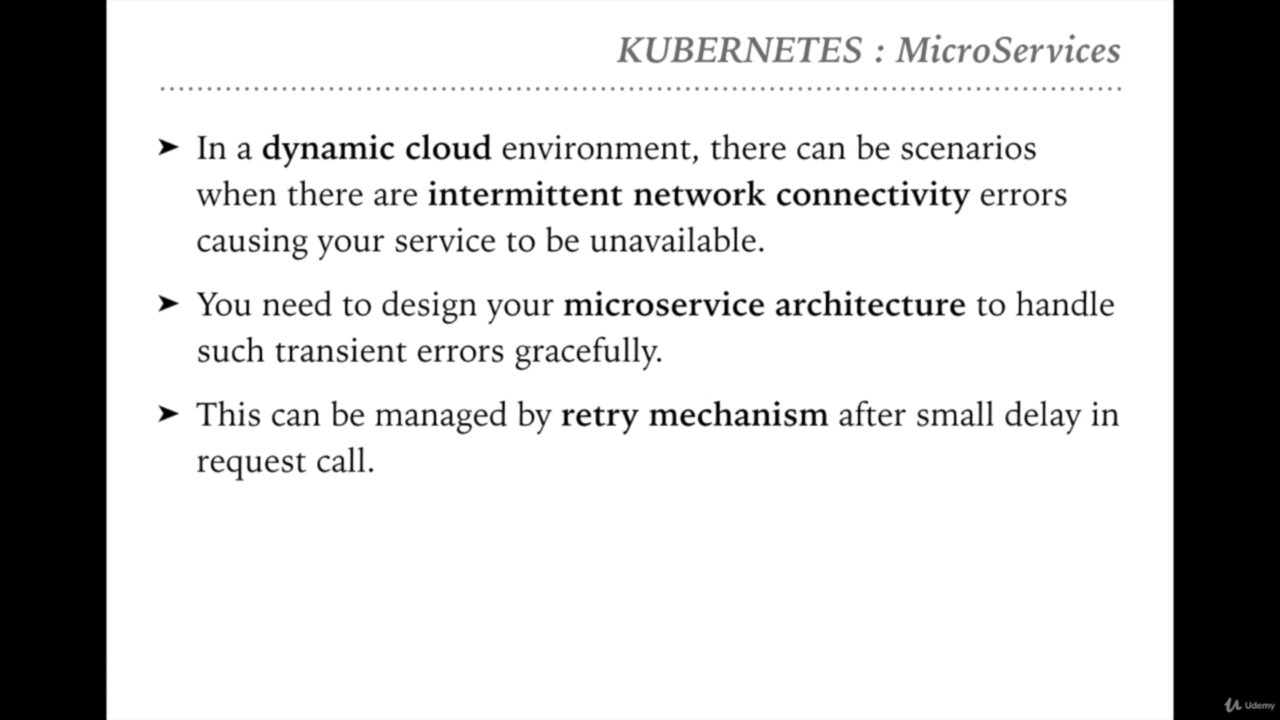 KUBERNETES : MicroServices
➤ In a dynamic cloud environment, there can be scenarios
when there are intermittent network connectivity errors
causing your service to be unavailable.
➤ You need to design your microservice architecture to handle
such transient errors gracefully.
➤ This can be managed by retry mechanism after small delay in
request call.
Udemy